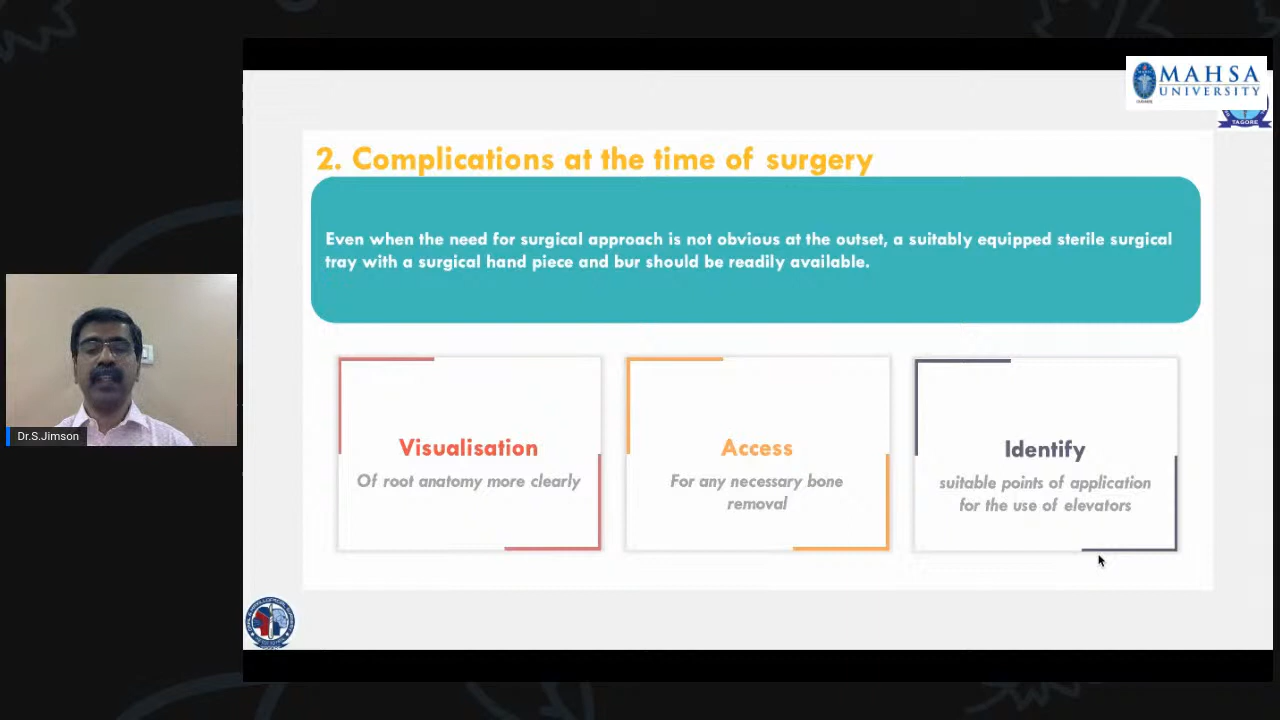 MAHSA
UNIVERSITY
TAGORE
2. Complications at the time of surgery
Even when the need for surgical approach is not obvious at the outset, a suitably equipped sterile surgical
tray with a surgical hand piece and bur should be readily available.
Visualisation
Of root anatomy more clearly
Access
For any necessary bone
removal
Identify
suitable points of application
for the use of elevators
Dr.S.Jimson